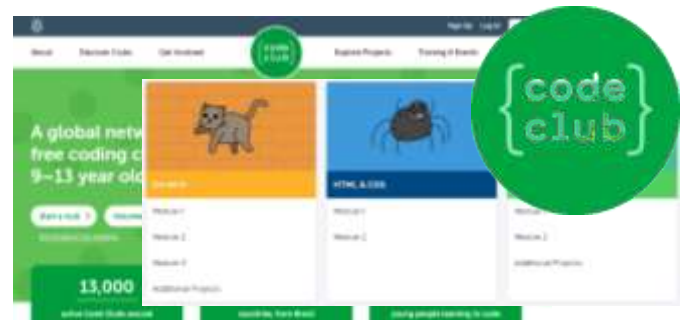 Sign Up Log In
About Discover Clubs Get Involved
code
club
Explore Projects Training & Events
{code
club}
A global netw
free coding c
9–13 year old
Start a club
HTML & CSS
Module 1
Module 2
Module 3
Additional Projects
Module 1
Module 2
Module 1
Module 2
Additional Projects
13,000
active Code Clubs around
countries, from Brazil
young people learning to code